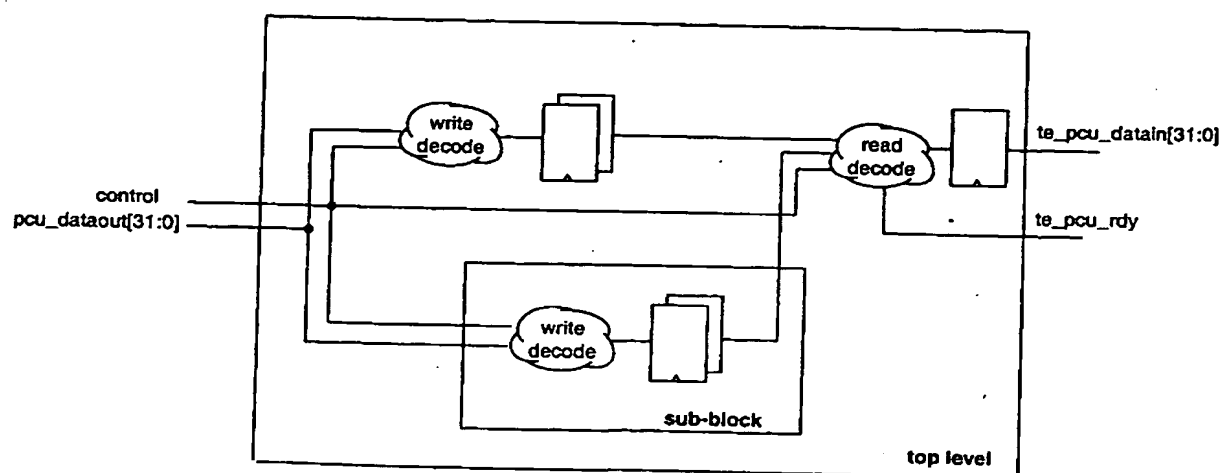 write
decode
read
decode
te_pcu_datain[31:0]
control
pcu_dataout[31:0]
te_pcu_rdy
write
decode
sub-block
top level